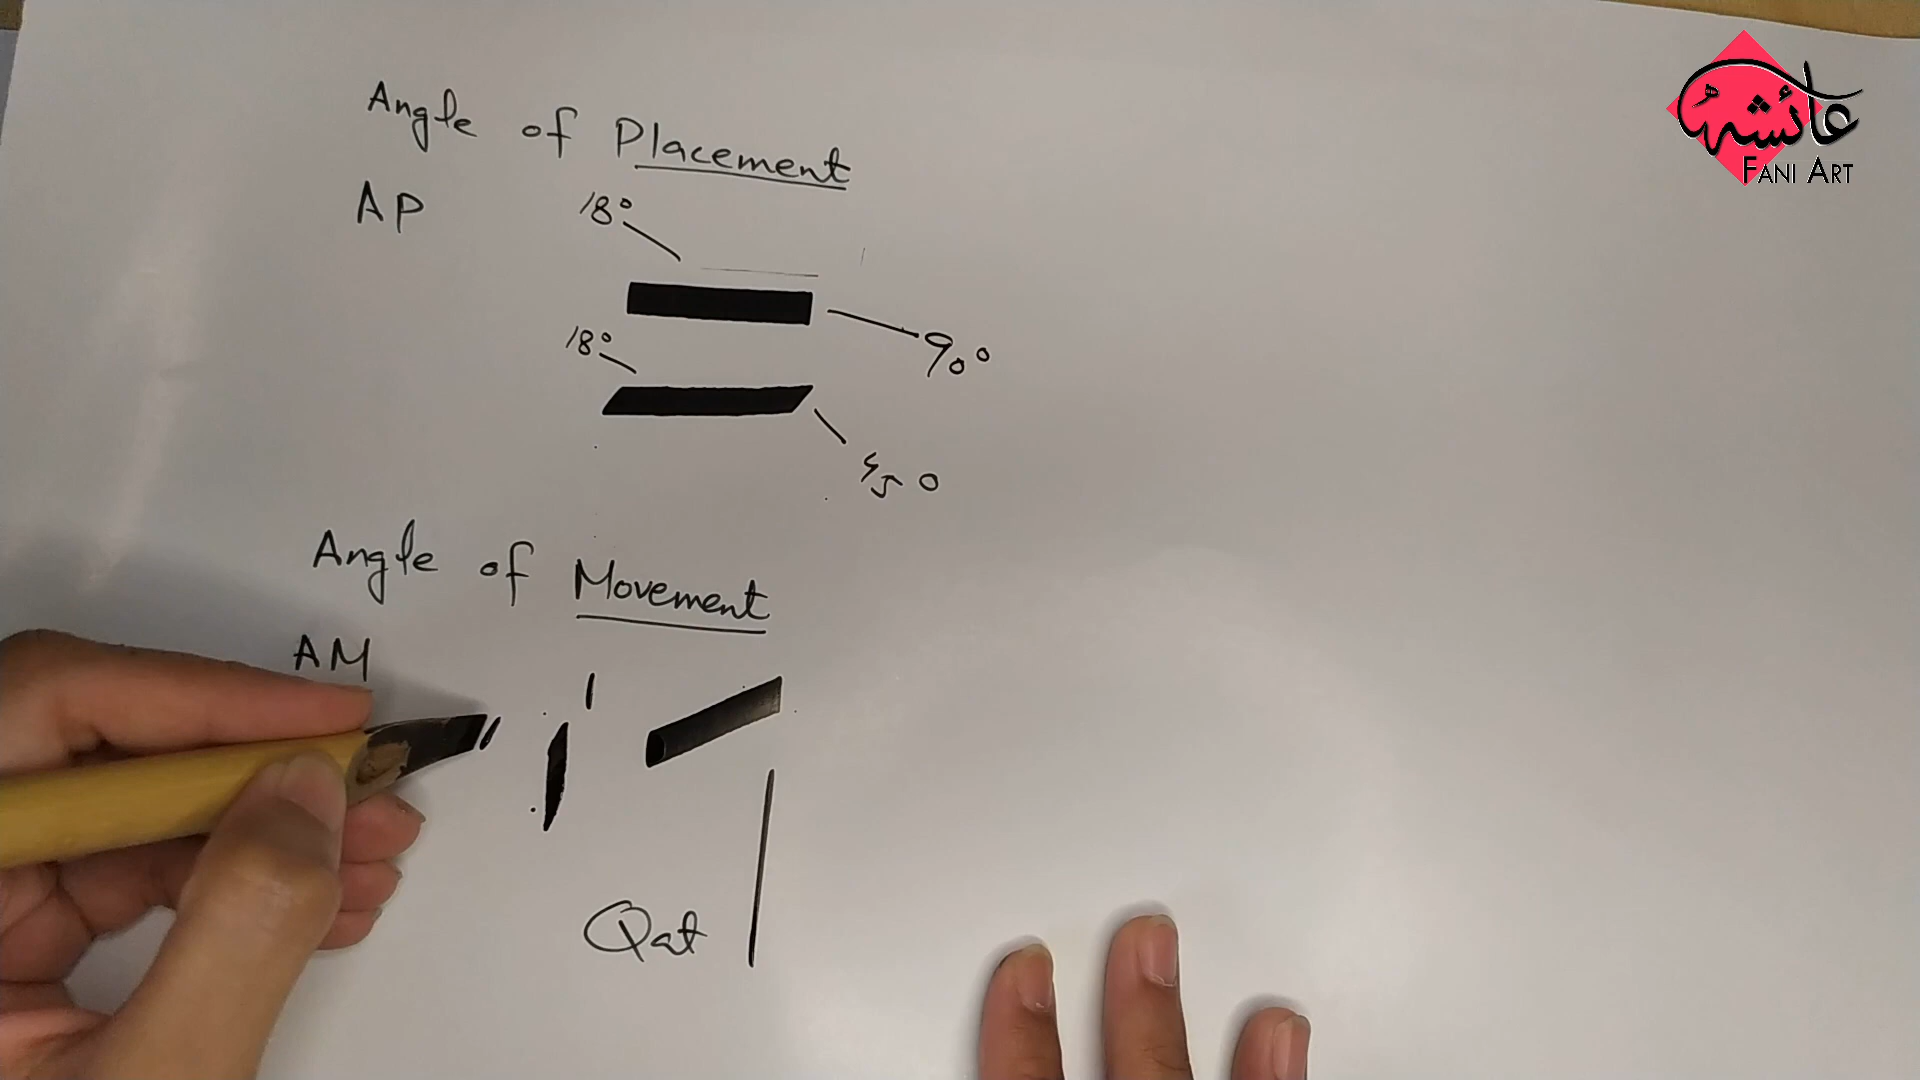 Angle of Placement
AP
18°
90°
18°
45°
Angle of Movement
AM
Qat
عائشہ
FANI ART